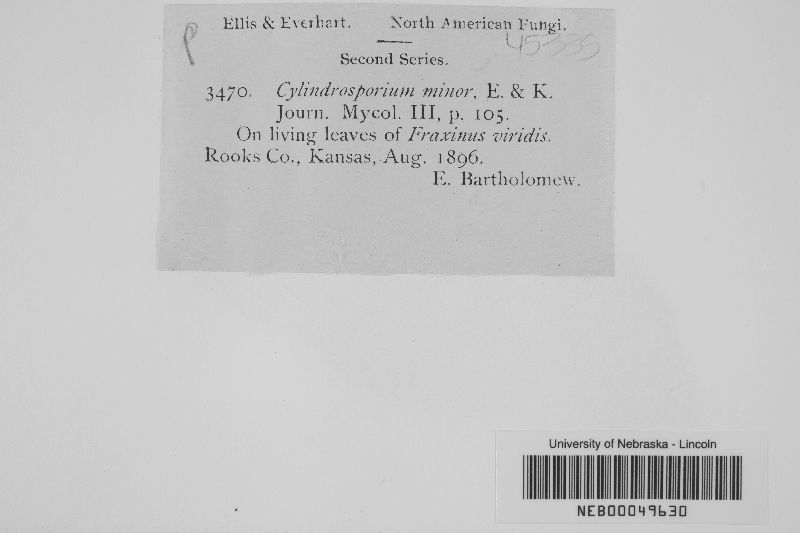 Ellis & Everhart. North American Fungi.
45335
Second Series.
3470. Cylindrosporium minor, E. & K.
Journ. Mycol. III, p. 105.
On living leaves of Fraxinus viridis.
Rooks Co., Kansas, Aug. 1896.
E. Bartholomew.
University of Nebraska - Lincoln
NEB00049630